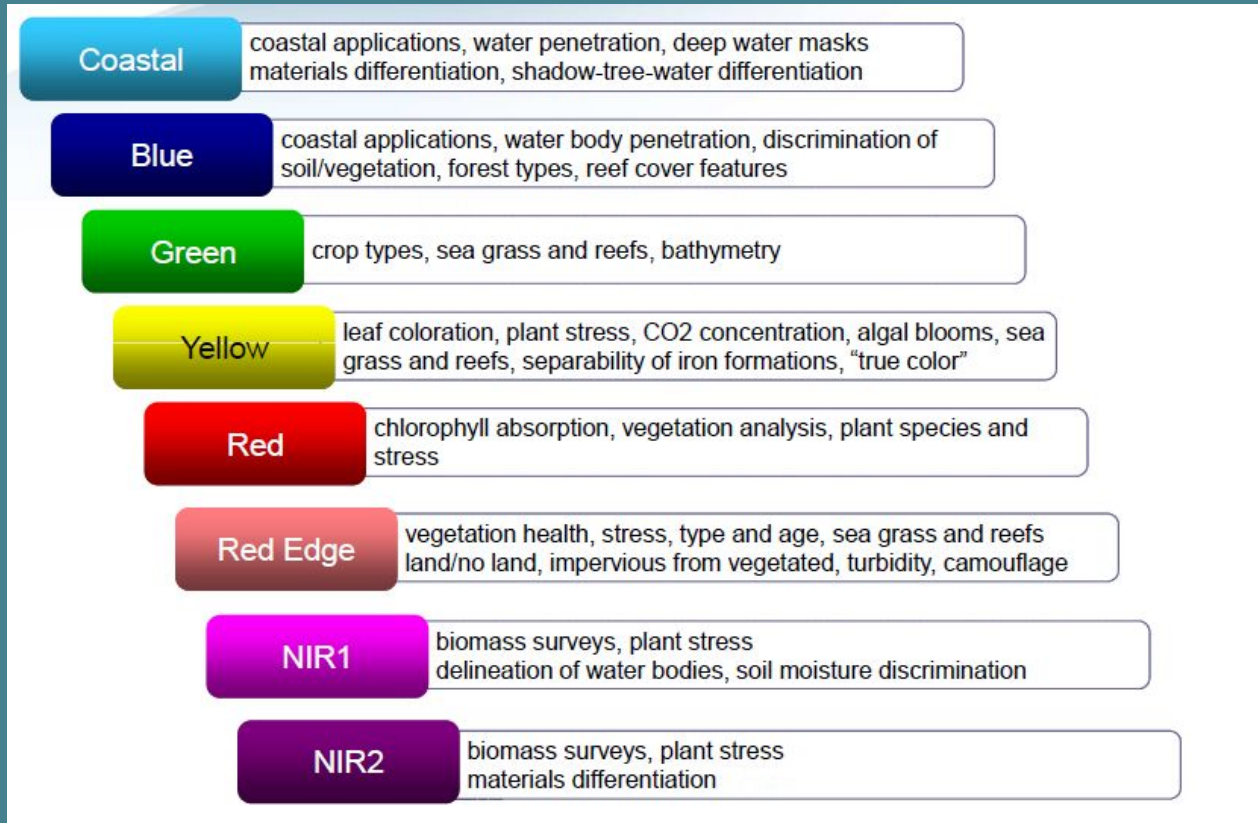 Coastal
coastal applications, water penetration, deep water masks
materials differentiation, shadow-tree-water differentiation
Blue
coastal applications, water body penetration, discrimination of
soil/vegetation, forest types, reef cover features
Green
crop types, sea grass and reefs, bathymetry
Yellow
leaf coloration, plant stress, CO2 concentration, algal blooms, sea
grass and reefs, separability of iron formations, “true color”
Red
chlorophyll absorption, vegetation analysis, plant species and
stress
Red Edge
vegetation health, stress, type and age, sea grass and reefs
land/no land, impervious from vegetated, turbidity, camouflage
NIR1
biomass surveys, plant stress
delineation of water bodies, soil moisture discrimination
NIR2
biomass surveys, plant stress
materials differentiation